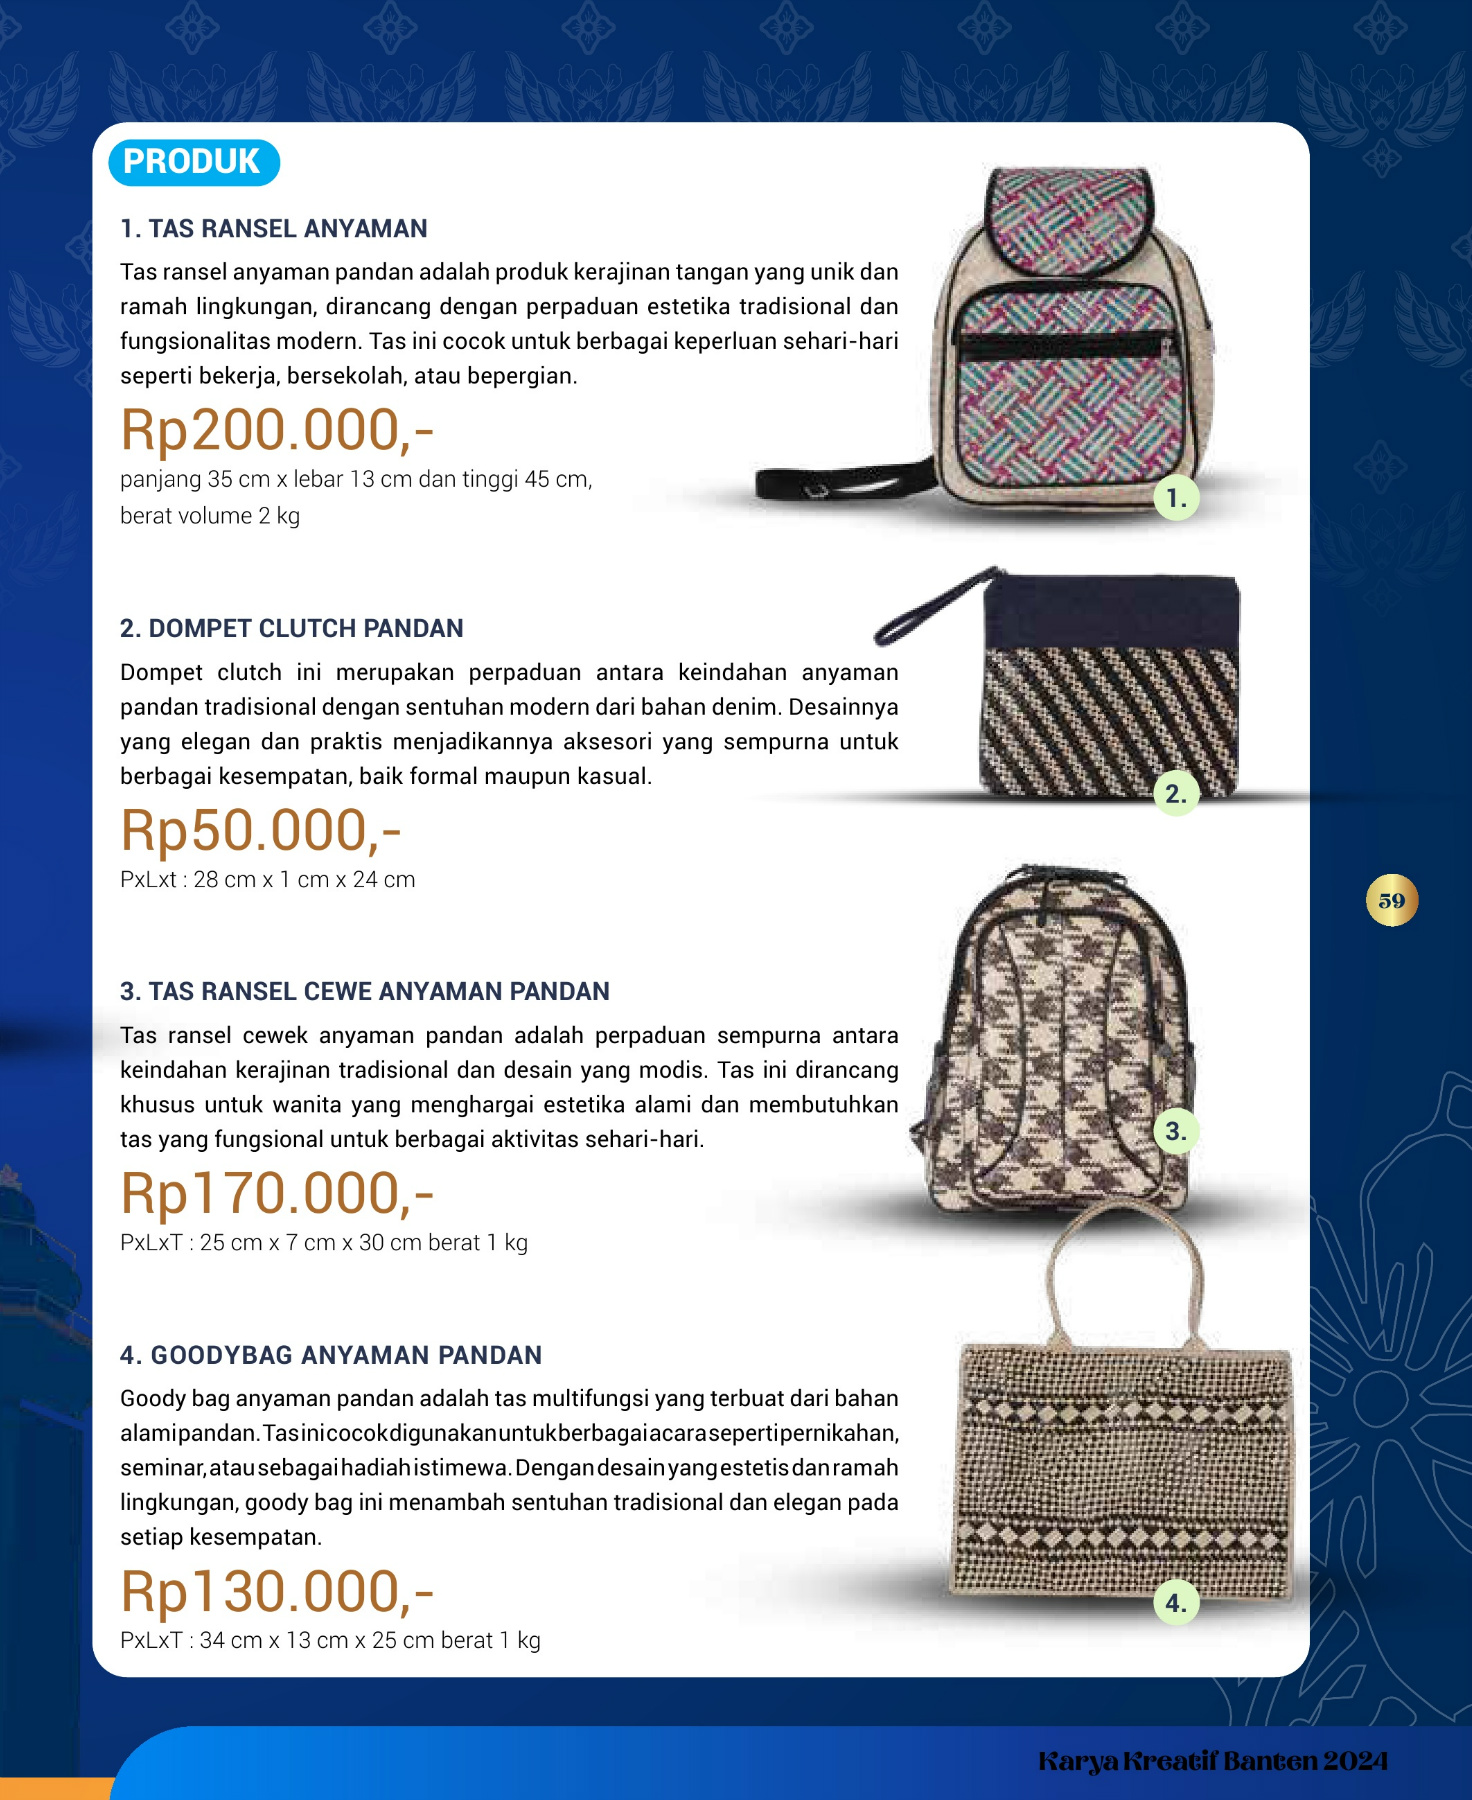 PRODUK
1. TAS RANSEL ANYAMAN
Tas ransel anyaman pandan adalah produk kerajinan tangan yang unik dan
ramah lingkungan, dirancang dengan perpaduan estetika tradisional dan
fungsionalitas modern. Tas ini cocok untuk berbagai keperluan sehari-hari
seperti bekerja, bersekolah, atau bepergian.
Rp200.000,-
panjang 35 cm x lebar 13 cm dan tinggi 45 cm,
berat volume 2 kg
1.
2. DOMPET CLUTCH PANDAN
Dompet clutch ini merupakan perpaduan antara keindahan anyaman
pandan tradisional dengan sentuhan modern dari bahan denim. Desainnya
yang elegan dan praktis menjadikannya aksesori yang sempurna untuk
berbagai kesempatan, baik formal maupun kasual.
Rp50.000,-
PxLxt : 28 cm x 1 cm x 24 cm
2.
59
3. TAS RANSEL CEWE ANYAMAN PANDAN
Tas ransel cewek anyaman pandan adalah perpaduan sempurna antara
keindahan kerajinan tradisional dan desain yang modis. Tas ini dirancang
khusus untuk wanita yang menghargai estetika alami dan membutuhkan
tas yang fungsional untuk berbagai aktivitas sehari-hari.
Rp170.000,-
PxLxT : 25 cm x 7 cm x 30 cm berat 1 kg
3.
4. GOODYBAG ANYAMAN PANDAN
Goody bag anyaman pandan adalah tas multifungsi yang terbuat dari bahan
alami pandan. Tas ini cocok digunakan untuk berbagai acara seperti pernikahan,
seminar, atau sebagai hadiah istimewa. Dengan desain yang estetis dan ramah
lingkungan, goody bag ini menambah sentuhan tradisional dan elegan pada
setiap kesempatan.
Rp130.000,-
PxLxT : 34 cm x 13 cm x 25 cm berat 1 kg
4.
Karya Kreatif Banten 2024